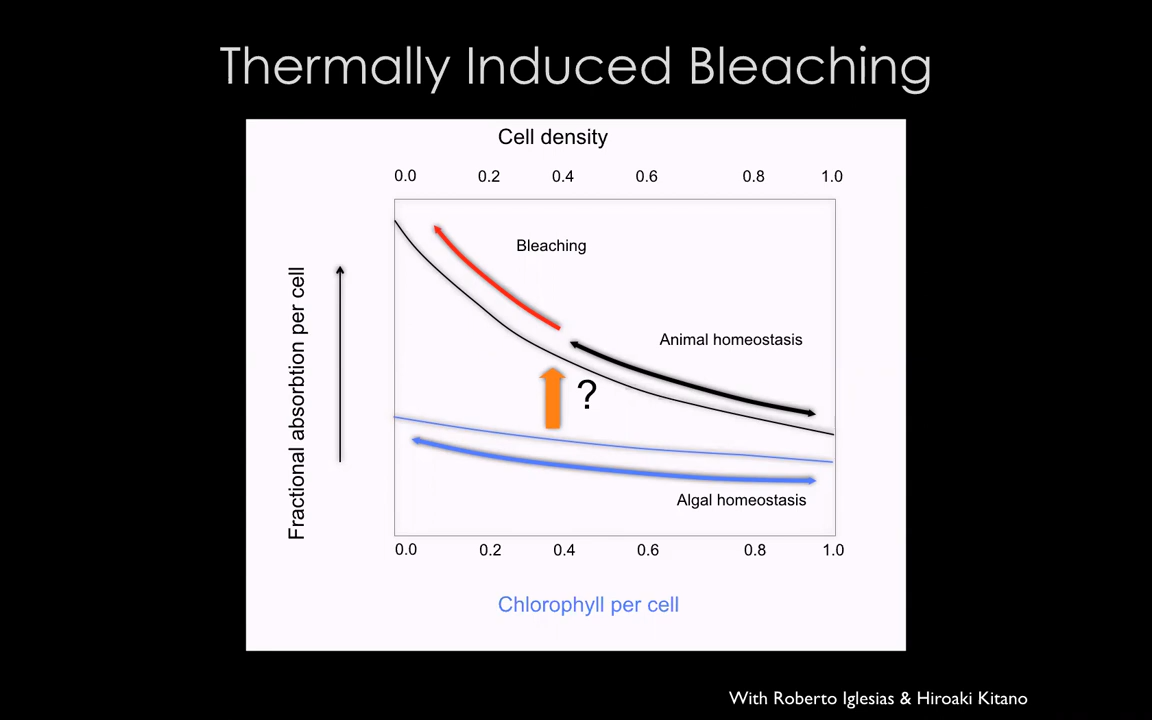 Thermally Induced Bleaching
Cell density
0.0 0.2 0.4 0.6 0.8 1.0
Bleaching
Animal homeostasis
?
Fractional absorbtion per cell
Algal homeostasis
0.0 0.2 0.4 0.6 0.8 1.0
Chlorophyll per cell
With Roberto Iglesias & Hiroaki Kitano